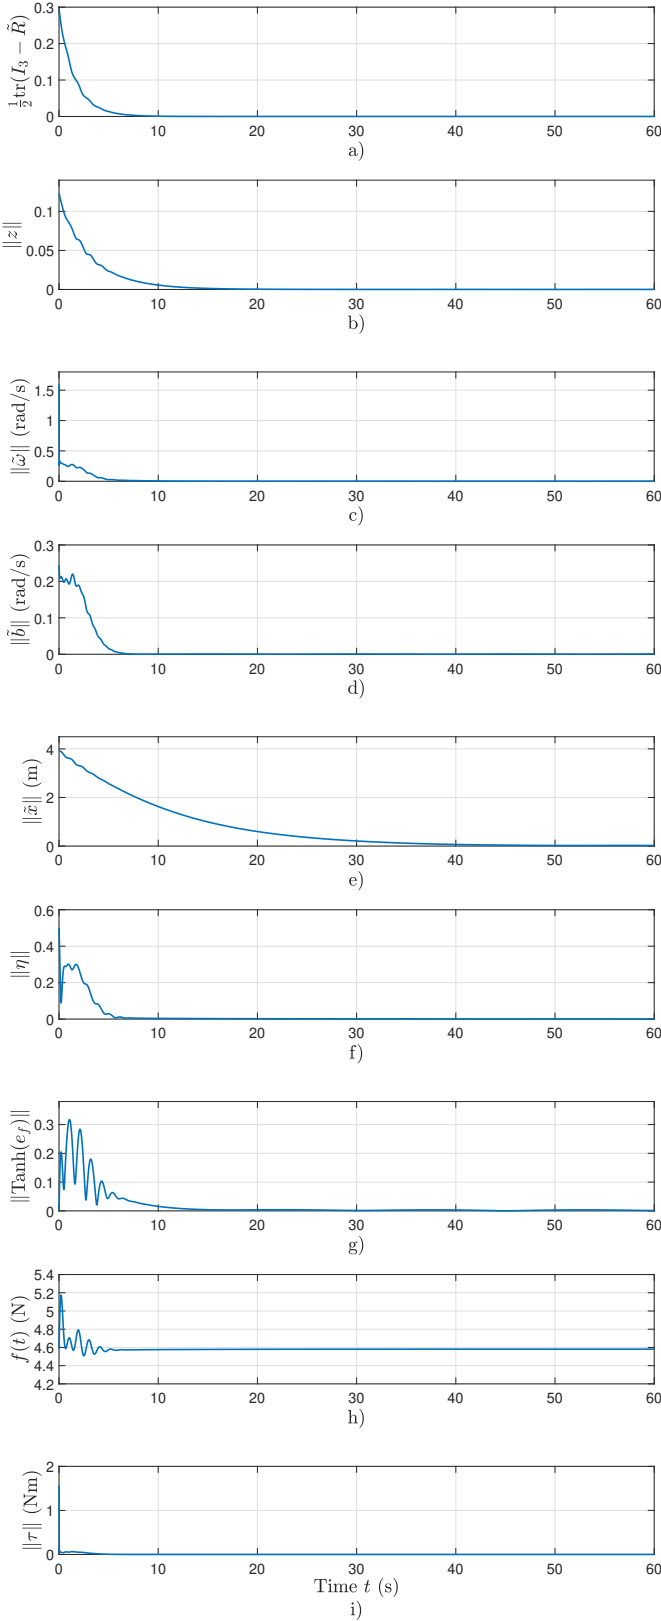 ½tr(I₃ − R̃)
0.3
0.2
0.1
0
0 10 20 30 40 50 60
a)
||z||
0.1
0.05
0
0 10 20 30 40 50 60
b)
||ω̃|| (rad/s)
1.5
1
0.5
0
0 10 20 30 40 50 60
c)
||b̃|| (rad/s)
0.3
0.2
0.1
0
0 10 20 30 40 50 60
d)
||x̃|| (m)
4
2
0
0 10 20 30 40 50 60
e)
||η||
0.6
0.4
0.2
0
0 10 20 30 40 50 60
f)
||Tanh(e_f)||
0.3
0.2
0.1
0
0 10 20 30 40 50 60
g)
f(t) (N)
5.4
5.2
5
4.8
4.6
4.4
4.2
0 10 20 30 40 50 60
h)
||τ|| (Nm)
2
1
0
0 10 20 30 40 50 60
Time t (s)
i)